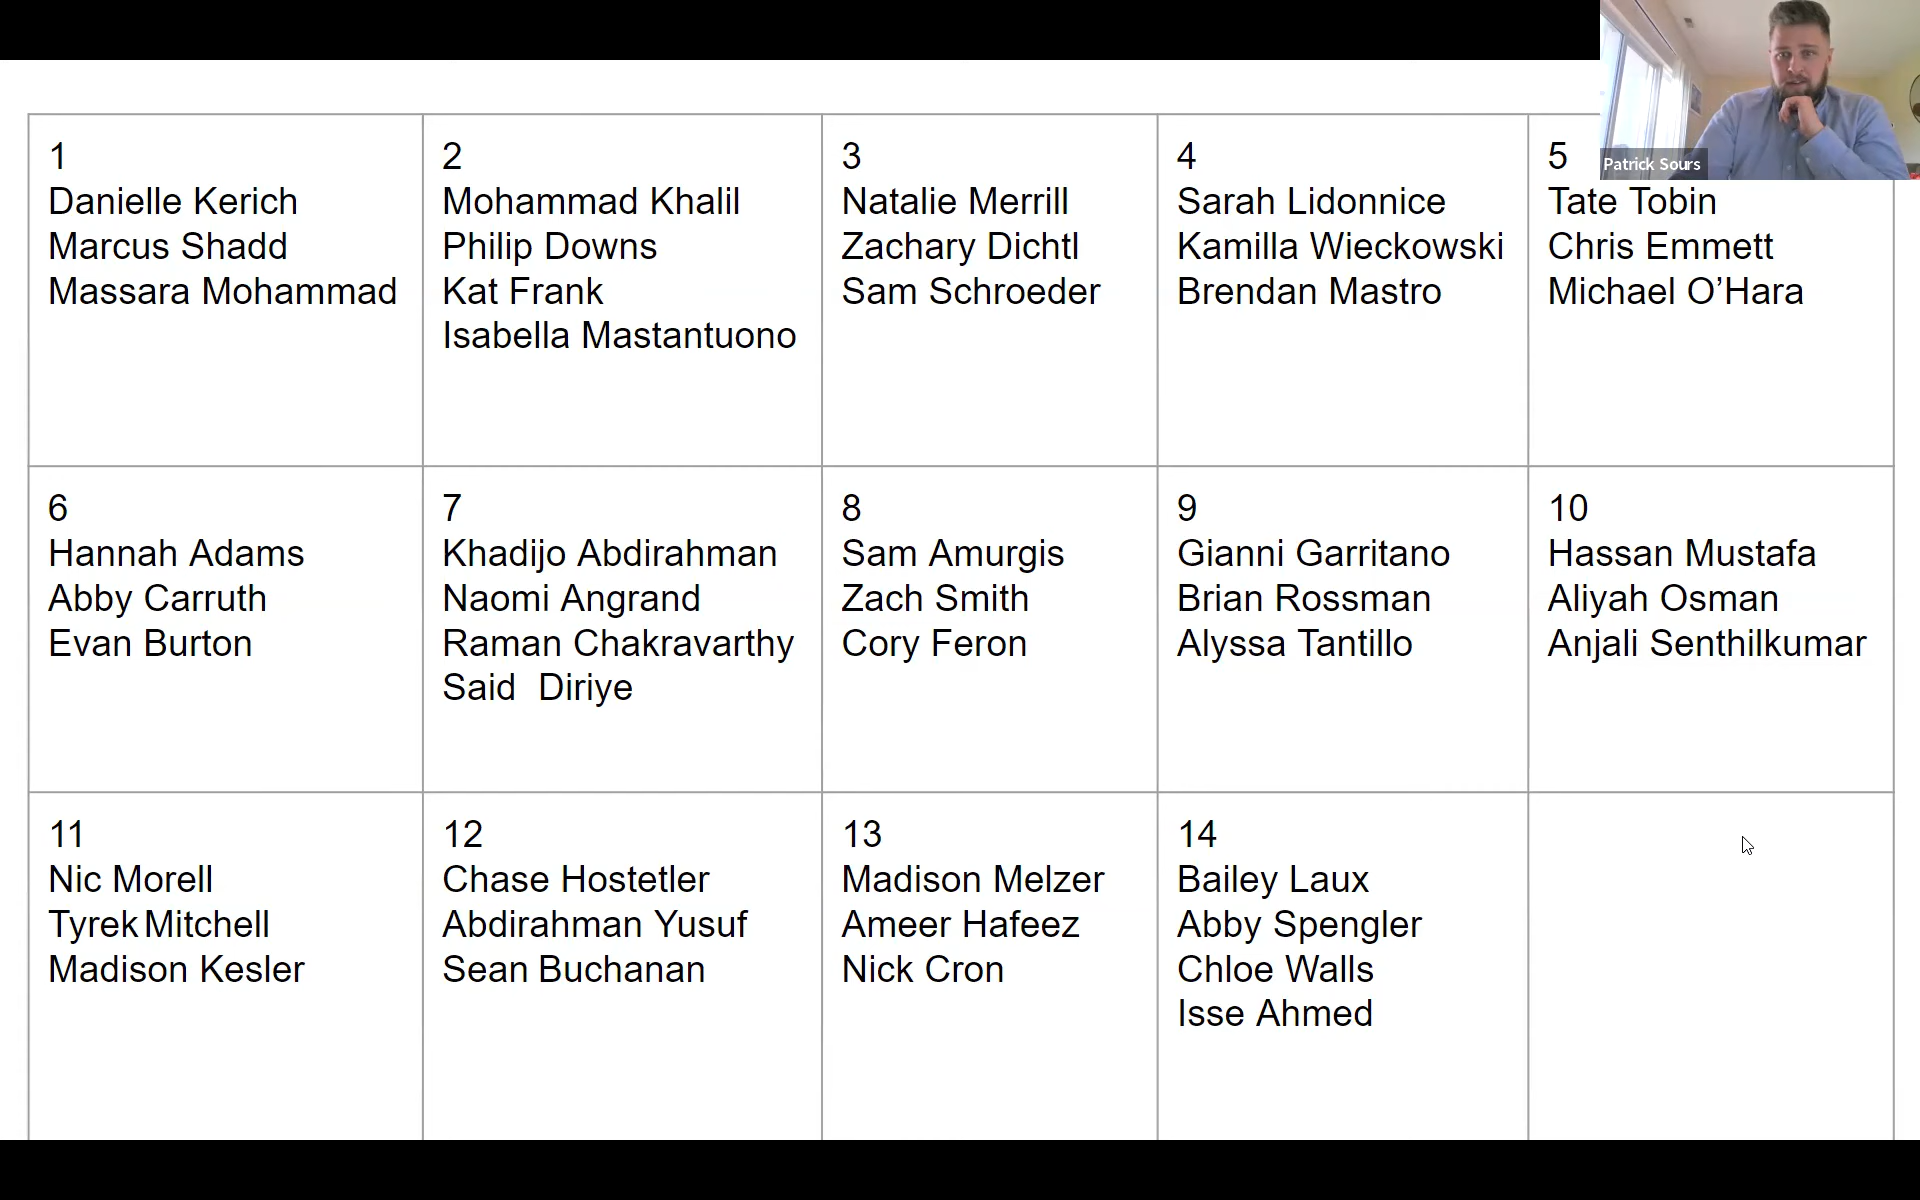 Patrick Sours
1
Danielle Kerich
Marcus Shadd
Massara Mohammad
2
Mohammad Khalil
Philip Downs
Kat Frank
Isabella Mastantuono
3
Natalie Merrill
Zachary Dichtl
Sam Schroeder
4
Sarah Lidonnice
Kamilla Wieckowski
Brendan Mastro
5
Tate Tobin
Chris Emmett
Michael O’Hara
6
Hannah Adams
Abby Carruth
Evan Burton
7
Khadijo Abdirahman
Naomi Angrand
Raman Chakravarthy
Said  Diriye
8
Sam Amurgis
Zach Smith
Cory Feron
9
Gianni Garritano
Brian Rossman
Alyssa Tantillo
10
Hassan Mustafa
Aliyah Osman
Anjali Senthilkumar
11
Nic Morell
Tyrek Mitchell
Madison Kesler
12
Chase Hostetler
Abdirahman Yusuf
Sean Buchanan
13
Madison Melzer
Ameer Hafeez
Nick Cron
14
Bailey Laux
Abby Spengler
Chloe Walls
Isse Ahmed